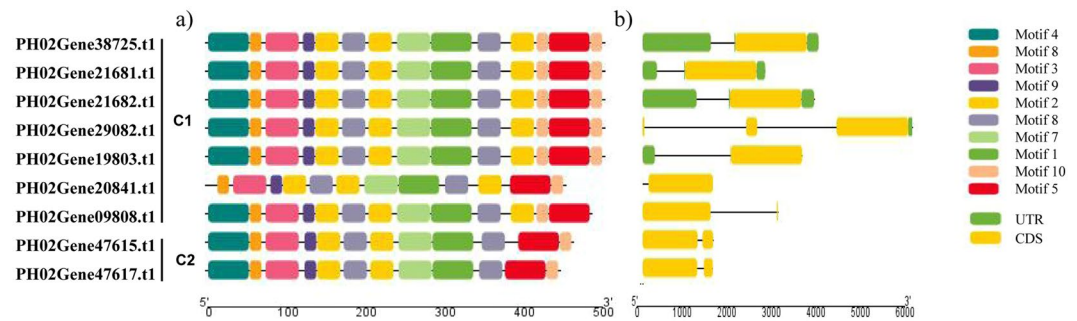 a)
b)
PH02Gene38725.t1
PH02Gene21681.t1
PH02Gene21682.t1
PH02Gene29082.t1
PH02Gene19803.t1
PH02Gene20841.t1
PH02Gene09808.t1
PH02Gene47615.t1
PH02Gene47617.t1
C1
C2
5' 3'
0 100 200 300 400 500
5' 3'
0 1000 2000 3000 4000 5000 6000
Motif 4
Motif 8
Motif 3
Motif 9
Motif 2
Motif 8
Motif 7
Motif 1
Motif 10
Motif 5
UTR
CDS